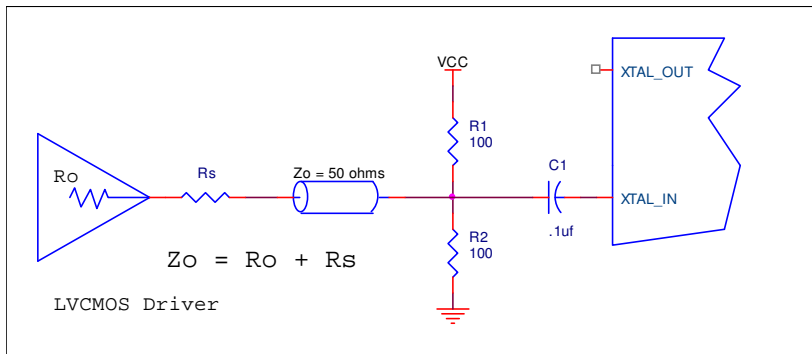 VCC
XTAL_OUT
R1
100
Ro
Rs
Zo = 50 ohms
C1
XTAL_IN
.1uf
R2
100
Zo = Ro + Rs
LVCMOS Driver